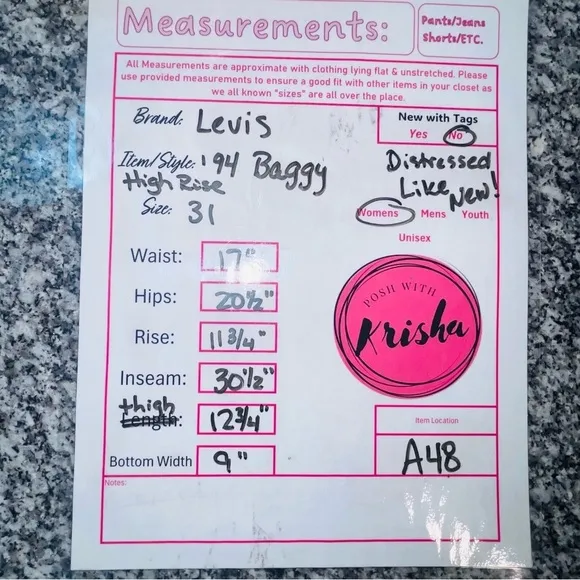 Measurements:
Pants/Jeans
Shorts/ETC.
All Measurements are approximate with clothing lying flat & unstretched. Please
use provided measurements to ensure a good fit with other items in your closet as
we all known "sizes" are all over the place.
Brand: Levis
New with Tags
Yes No
Item/Style: '94 Baggy
High Rise
Distressed
Like New!
Size: 31
Womens Mens Youth
Unisex
Waist: 17"
Hips: 20½"
Rise: 11 3/4"
Inseam: 30½"
thigh
Length: 12¾"
Bottom Width 9"
POSH WITH
Krisha
Item Location
A48
Notes: